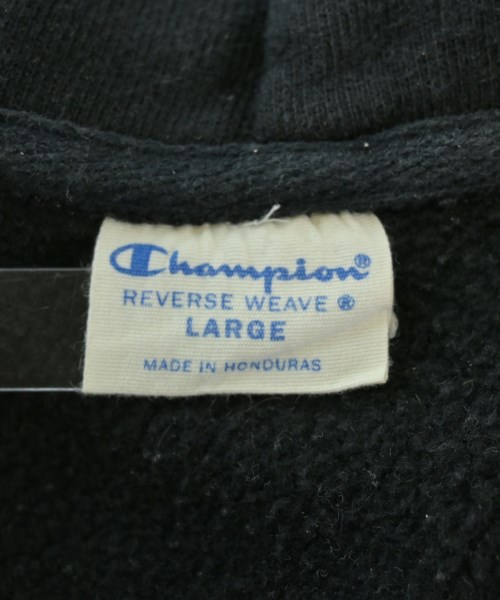 Champion®
REVERSE WEAVE ®
LARGE
MADE IN HONDURAS